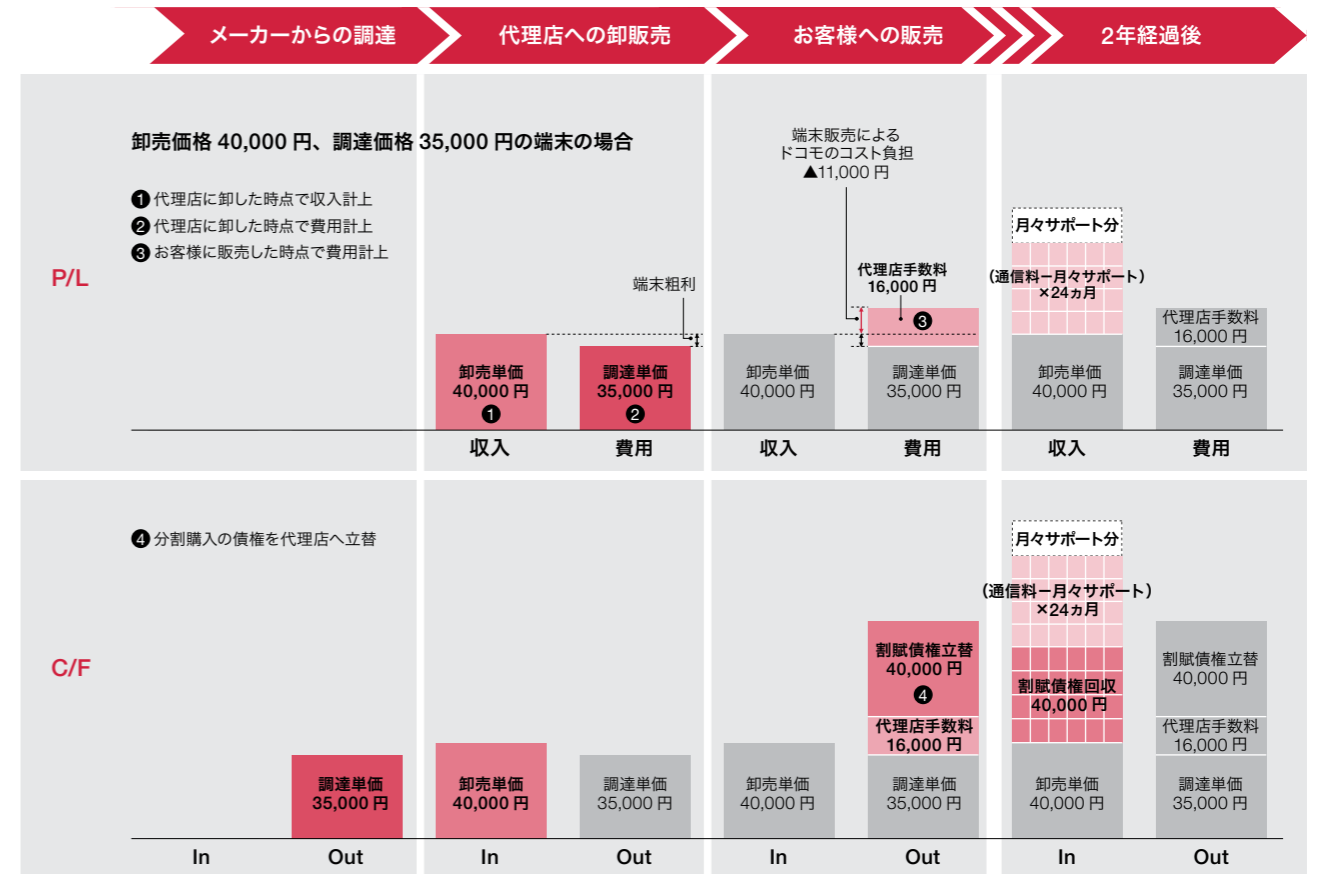 メーカーからの調達
代理店への卸販売
お客様への販売
2年経過後
P/L
卸売価格 40,000 円、調達価格 35,000 円の端末の場合
❶ 代理店に卸した時点で収入計上
❷ 代理店に卸した時点で費用計上
❸ お客様に販売した時点で費用計上
端末粗利
卸売単価
40,000 円
❶
収入
調達単価
35,000 円
❷
費用
端末販売による
ドコモのコスト負担
▲11,000 円
代理店手数料
16,000 円
❸
卸売単価
40,000 円
収入
調達単価
35,000 円
費用
月々サポート分
（通信料ー月々サポート）
×24ヵ月
卸売単価
40,000 円
収入
代理店手数料
16,000 円
調達単価
35,000 円
費用
C/F
❹ 分割購入の債権を代理店へ立替
In
調達単価
35,000 円
Out
卸売単価
40,000 円
In
調達単価
35,000 円
Out
卸売単価
40,000 円
In
割賦債権立替
40,000 円
❹
代理店手数料
16,000 円
調達単価
35,000 円
Out
月々サポート分
（通信料ー月々サポート）
×24ヵ月
割賦債権回収
40,000 円
卸売単価
40,000 円
In
割賦債権立替
40,000 円
代理店手数料
16,000 円
調達単価
35,000 円
Out